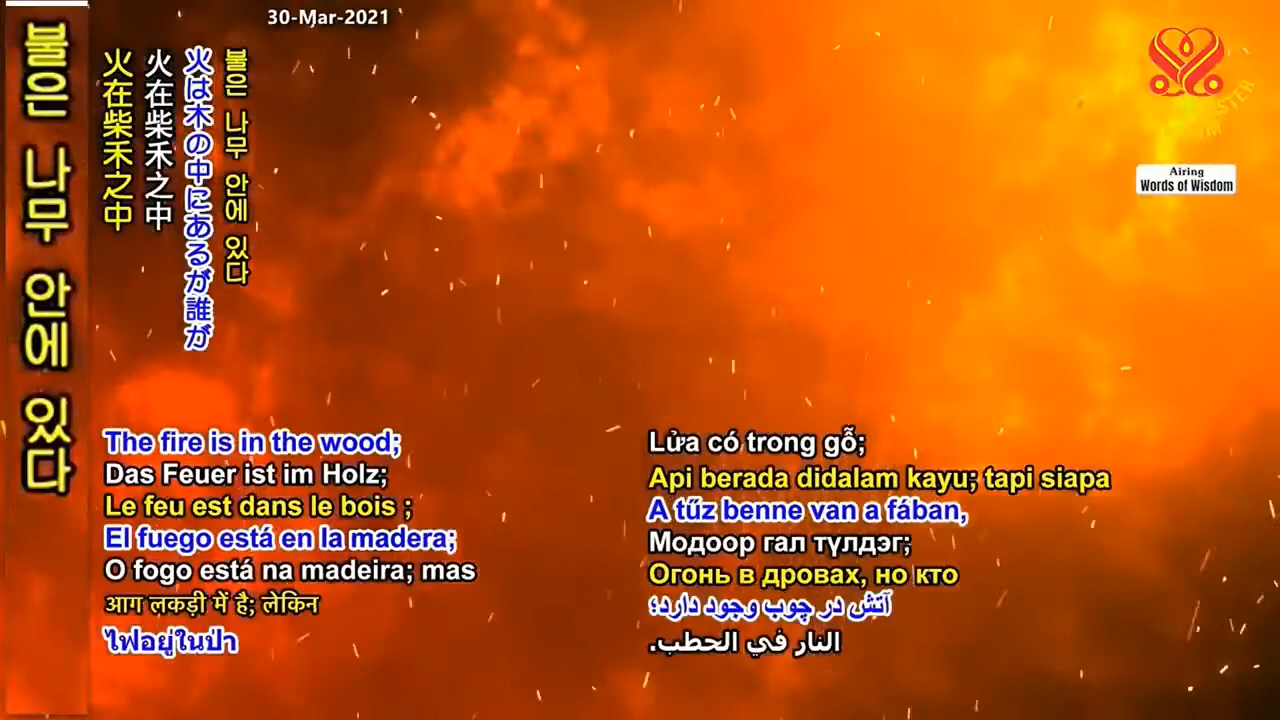 30-Mar-2021
불은 나무 안에 있다
火在柴禾之中
火在柴禾之中
火は木の中にあるが誰が
불은 나무 안에 있다
Airing
Words of Wisdom
The fire is in the wood;
Das Feuer ist im Holz;
Le feu est dans le bois ;
El fuego está en la madera;
O fogo está na madeira; mas
आग लकड़ी में है; लेकिन
ไฟอยู่ในป่า
Lửa có trong gỗ;
Api berada didalam kayu; tapi siapa
A tűz benne van a fában,
Модоор гал түлдэг;
Огонь в дровах, но кто
آتش در چوب وجود دارد؛
النار في الحطب.